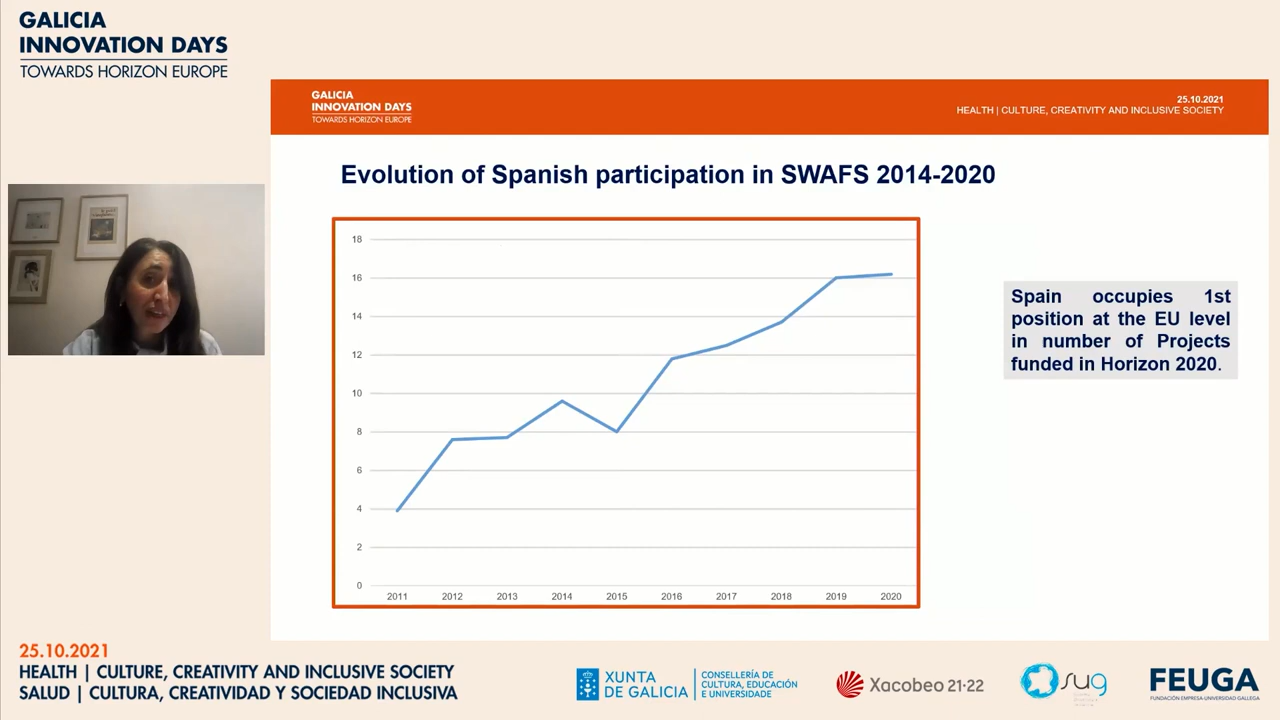 GALICIA
INNOVATION DAYS
TOWARDS HORIZON EUROPE
GALICIA
INNOVATION DAYS
TOWARDS HORIZON EUROPE
25.10.2021
HEALTH | CULTURE, CREATIVITY AND INCLUSIVE SOCIETY
Evolution of Spanish participation in SWAFS 2014-2020
18
16
14
12
10
8
6
4
2
0
2011 2012 2013 2014 2015 2016 2017 2018 2019 2020
Spain occupies 1st
position at the EU level
in number of Projects
funded in Horizon 2020.
25.10.2021
HEALTH | CULTURE, CREATIVITY AND INCLUSIVE SOCIETY
SALUD | CULTURA, CREATIVIDAD Y SOCIEDAD INCLUSIVA
XUNTA
DE GALICIA
CONSELLERÍA
DE CULTURA, EDUCACIÓN
E UNIVERSIDADE
Xacobeo 21·22
sug
FEUGA
FUNDACIÓN EMPRESA-UNIVERSIDAD GALLEGA